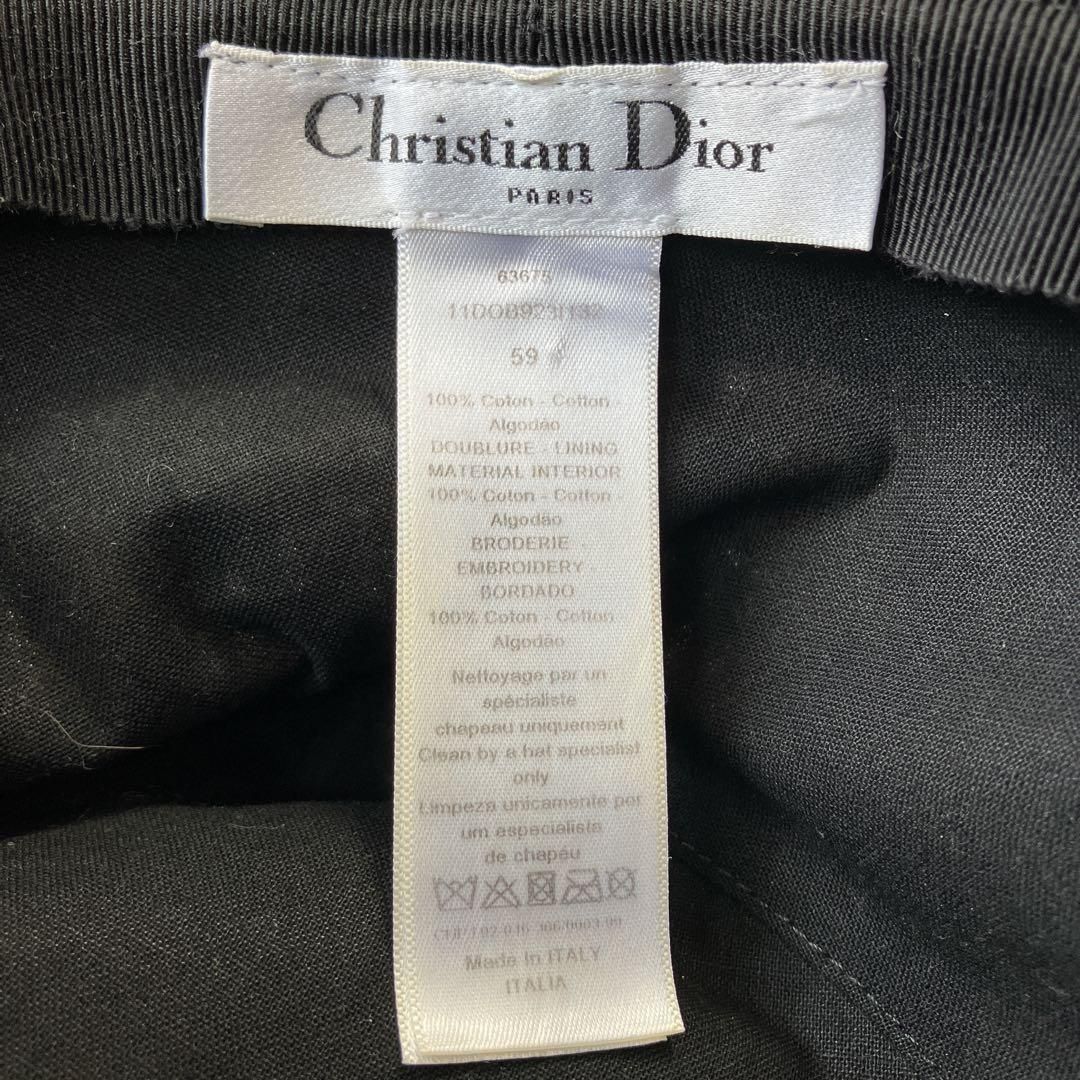 Christian Dior
PARIS
63675
11DOB923I132
59
100% Coton - Cotton -
Algodão
DOUBLURE - LINING
MATERIAL INTERIOR
100% Coton - Cotton -
Algodão
BRODERIE -
EMBROIDERY -
BORDADO
100% Coton - Cotton
Algodão
Nettoyage par un
spécialiste
chapeau uniquement
Clean by a hat specialist
only
Limpeza unicamente por
um especialista
de chapéu
Made in ITALY
ITALIA